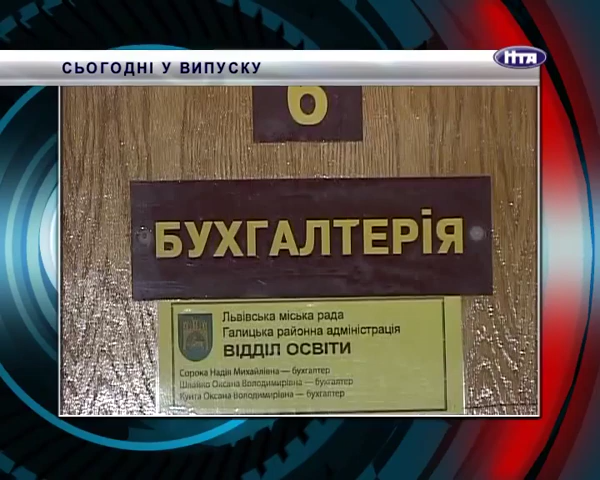 НТА
СЬОГОДНІ У ВИПУСКУ
6
БУХГАЛТЕРІЯ
Львівська міська рада
Галицька районна адміністрація
ВІДДІЛ ОСВІТИ
Сорока Надія Михайлівна — бухгалтер
Оксана Володимирівна — бухгалтер
Кунта Оксана Володимирівна — бухгалтер